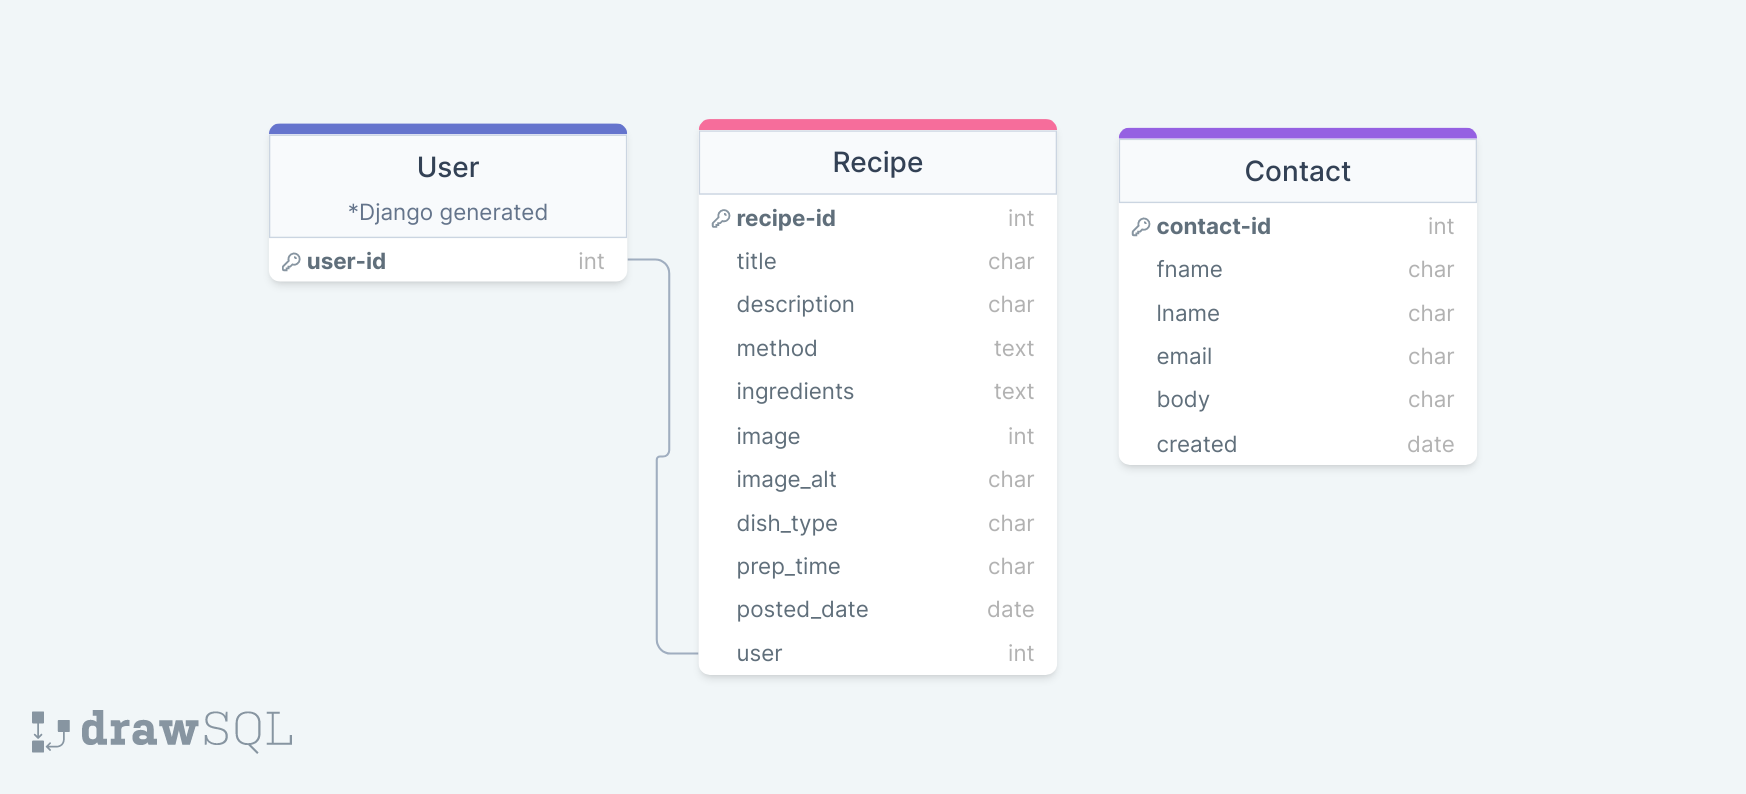 User
*Django generated
user-id int
Recipe
recipe-id int
title char
description char
method text
ingredients text
image int
image_alt char
dish_type char
prep_time char
posted_date date
user int
Contact
contact-id int
fname char
lname char
email char
body char
created date
drawSQL